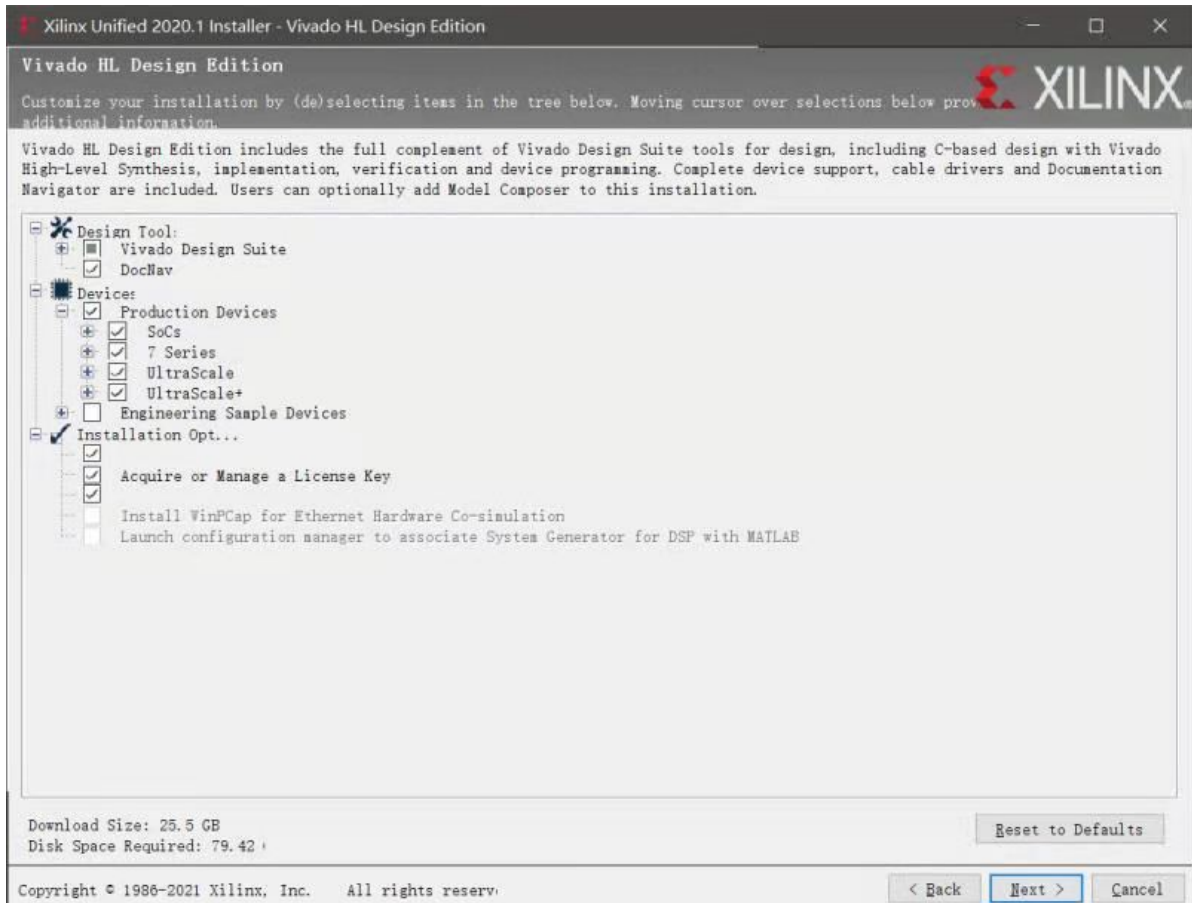 Xilinx Unified 2020.1 Installer - Vivado HL Design Edition
Vivado HL Design Edition
XILINX
Customize your installation by (de)selecting items in the tree below. Moving cursor over selections below prov
additional information.
Vivado HL Design Edition includes the full complement of Vivado Design Suite tools for design, including C-based design with Vivado
High-Level Synthesis, implementation, verification and device programming. Complete device support, cable drivers and Documentation
Navigator are included. Users can optionally add Model Composer to this installation.
Design Tool:
Vivado Design Suite
DocNav
Device:
Production Devices
SoCs
7 Series
UltraScale
UltraScale+
Engineering Sample Devices
Installation Opt...
Acquire or Manage a License Key
Install WinPCap for Ethernet Hardware Co-simulation
Launch configuration manager to associate System Generator for DSP with MATLAB
Download Size: 25.5 GB
Reset to Defaults
Disk Space Required: 79.42
Copyright © 1986-2021 Xilinx, Inc. All rights reserv
< Back Next > Cancel